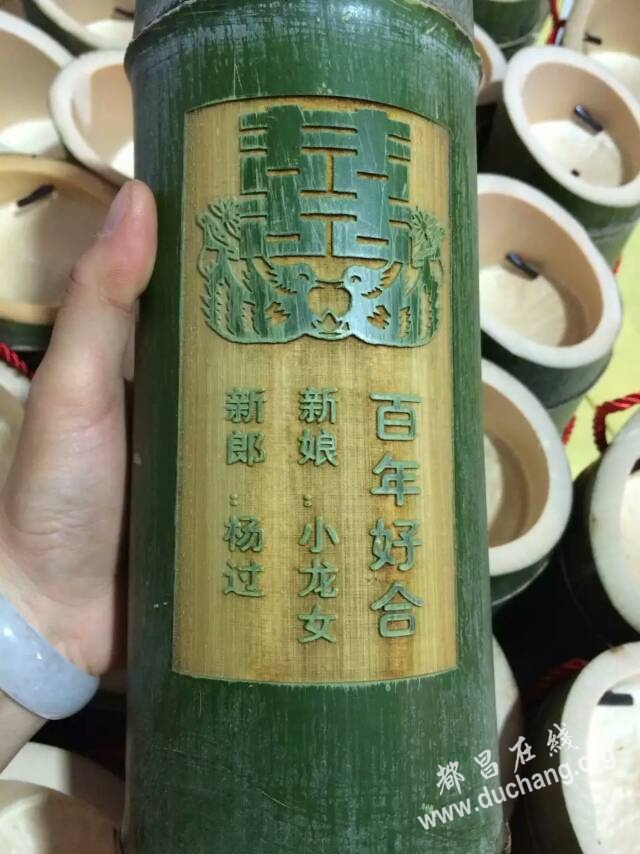 囍
百年好合
新娘：小龙女
新郎：杨过
都昌在线
www.duchang.org